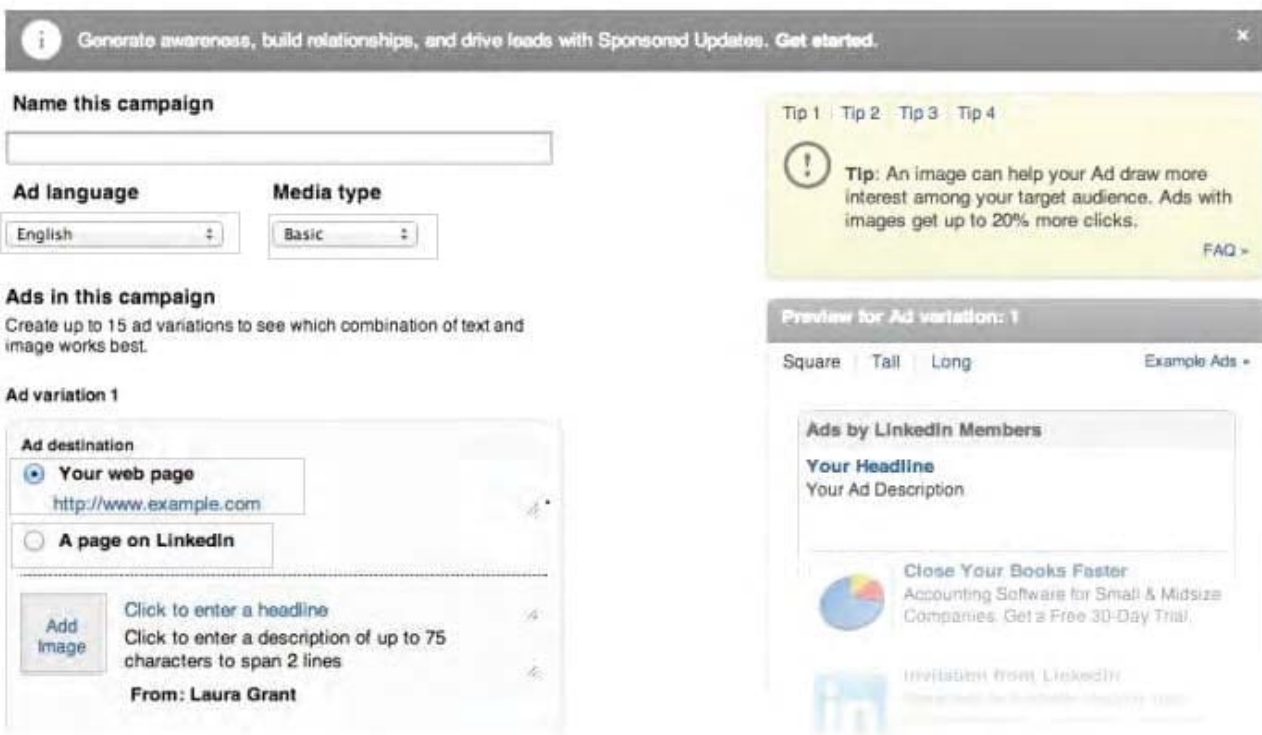 Generate awareness, build relationships, and drive leads with Sponsored Updates. Get started.
Name this campaign
Ad language
Media type
English
Basic
Ads in this campaign
Create up to 15 ad variations to see which combination of text and
image works best.
Ad variation 1
Ad destination
Your web page
http://www.example.com
A page on LinkedIn
Add
Image
Click to enter a headline
Click to enter a description of up to 75
characters to span 2 lines
From: Laura Grant
Tip 1 Tip 2 Tip 3 Tip 4
Tip: An image can help your Ad draw more
interest among your target audience. Ads with
images get up to 20% more clicks.
FAQ »
Preview for Ad variation: 1
Square Tall Long
Example Ads
Ads by LinkedIn Members
Your Headline
Your Ad Description
Close Your Books Faster
Accounting Software for Small & Midsize
Companies. Get a Free 30-Day Trial.
Invitation from LinkedIn
in